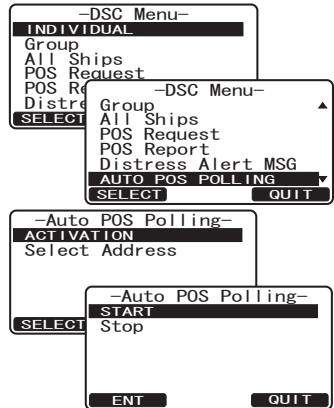 -DSC Menu-
INDIVIDUAL
Group
All Ships
POS Request
POS Re
Distre
SELECT
-DSC Menu-
Group
All Ships
POS Request
POS Report
Distress Alert MSG
AUTO POS POLLING
SELECT QUIT
-Auto POS Polling-
ACTIVATION
Select Address
SELECT
-Auto POS Polling-
START
Stop
ENT QUIT